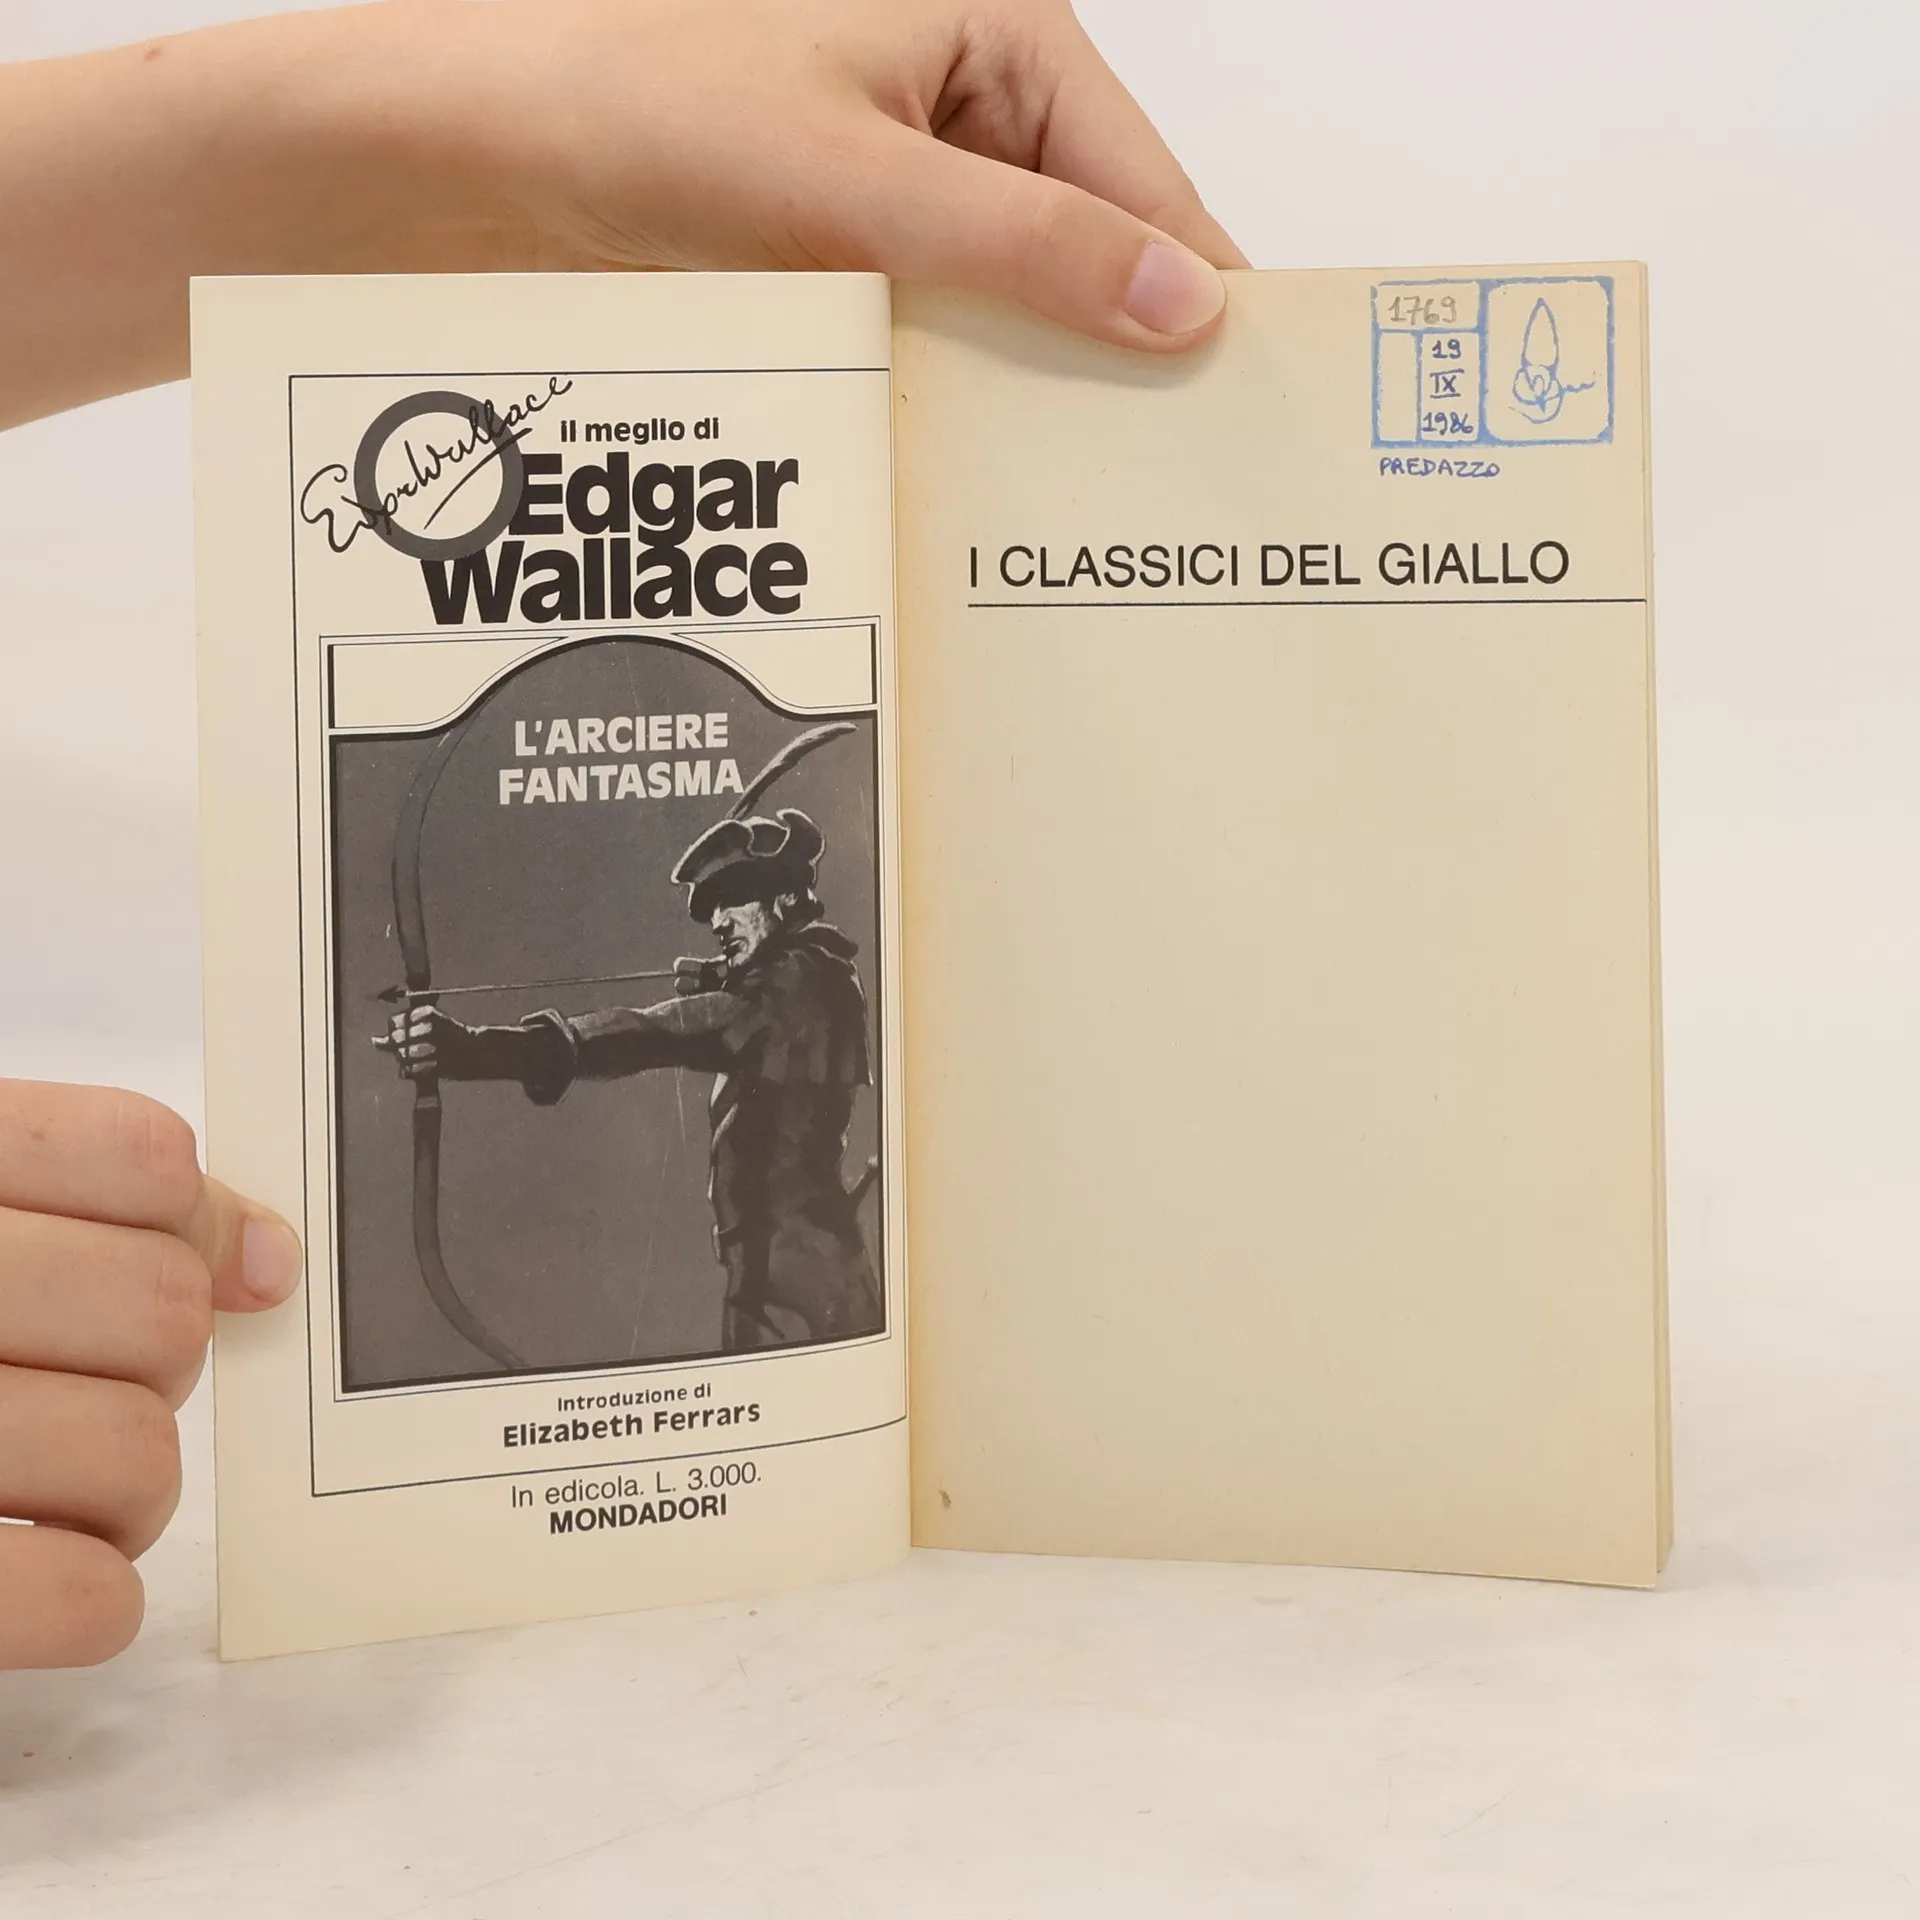 Edgar Wallace
il meglio di
Edgar
Wallace
L'ARCIERE
FANTASMA
Introduzione di
Elizabeth Ferrars
In edicola. L. 3.000.
MONDADORI
1769
19
IX
1986
PREDAZZO
I CLASSICI DEL GIALLO